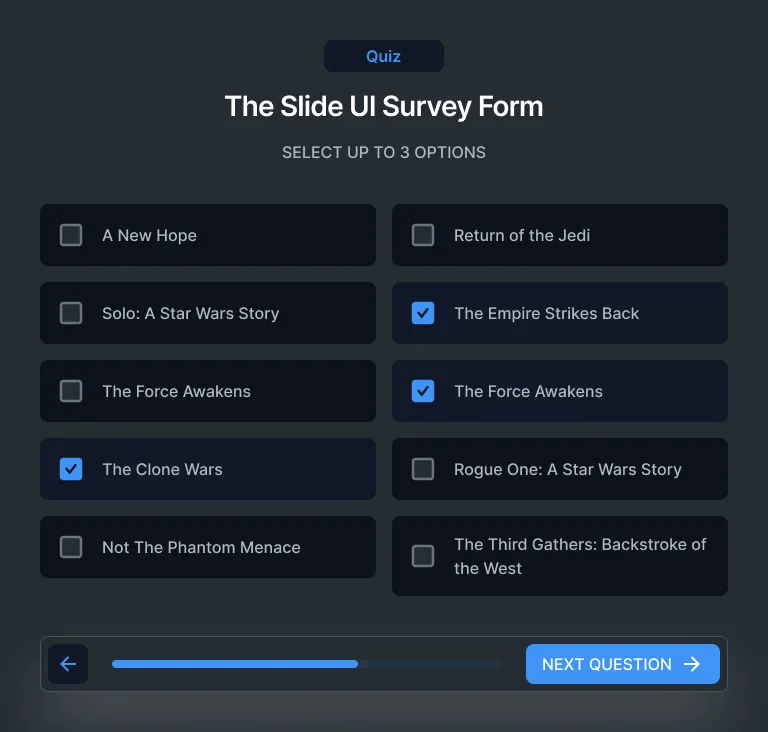 Quiz
The Slide UI Survey Form
SELECT UP TO 3 OPTIONS
A New Hope
Return of the Jedi
Solo: A Star Wars Story
The Empire Strikes Back
The Force Awakens
The Force Awakens
The Clone Wars
Rogue One: A Star Wars Story
Not The Phantom Menace
The Third Gathers: Backstroke of
the West
NEXT QUESTION